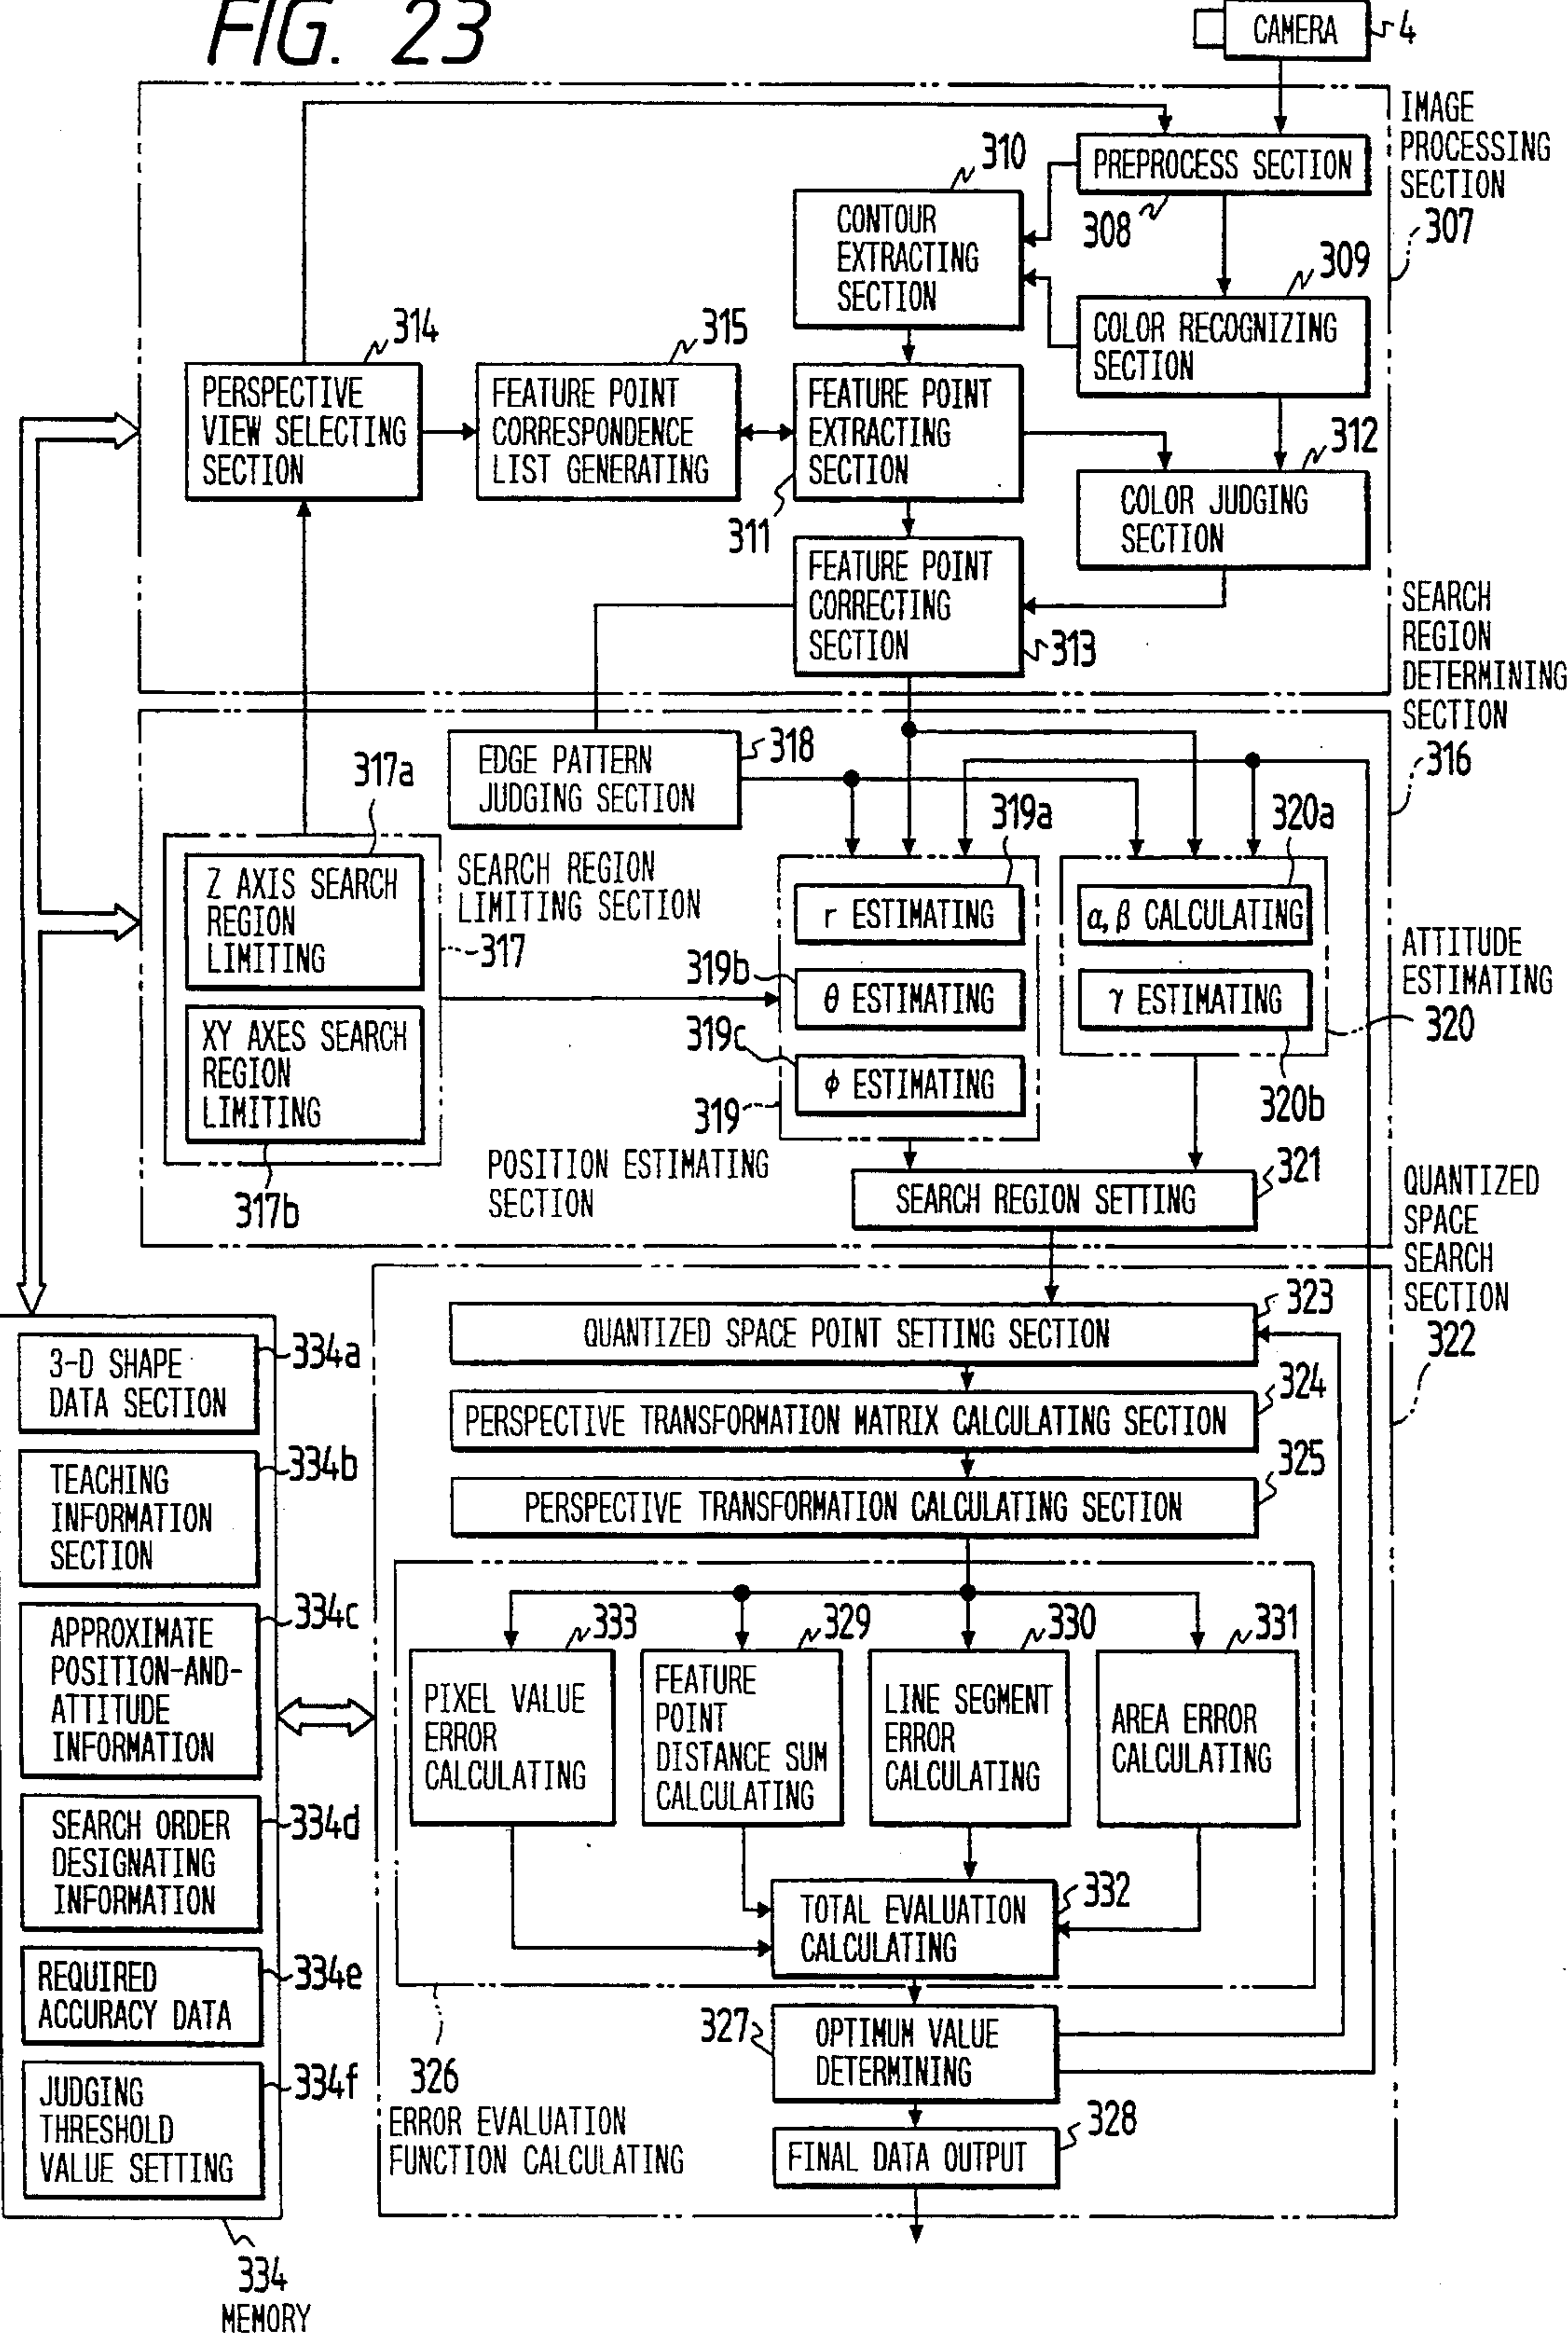 FIG. 23
CAMERA
4
IMAGE
PROCESSING
SECTION
307
PREPROCESS SECTION
308
310
CONTOUR
EXTRACTING
SECTION
309
COLOR RECOGNIZING
SECTION
314
PERSPECTIVE
VIEW SELECTING
SECTION
315
FEATURE POINT
CORRESPONDENCE
LIST GENERATING
FEATURE POINT
EXTRACTING
SECTION
311
312
COLOR JUDGING
SECTION
FEATURE POINT
CORRECTING
SECTION
313
SEARCH
REGION
DETERMINING
SECTION
316
EDGE PATTERN
JUDGING SECTION
318
317a
Z AXIS SEARCH
REGION
LIMITING
XY AXES SEARCH
REGION
LIMITING
317b
SEARCH REGION
LIMITING SECTION
317
319a
r ESTIMATING
319b
θ ESTIMATING
319c
ϕ ESTIMATING
319
POSITION ESTIMATING
SECTION
320a
α, β CALCULATING
γ ESTIMATING
320b
ATTITUDE
ESTIMATING
320
SEARCH REGION SETTING
321
QUANTIZED
SPACE
SEARCH
SECTION
322
QUANTIZED SPACE POINT SETTING SECTION
323
PERSPECTIVE TRANSFORMATION MATRIX CALCULATING SECTION
324
PERSPECTIVE TRANSFORMATION CALCULATING SECTION
325
333
PIXEL VALUE
ERROR
CALCULATING
329
FEATURE
POINT
DISTANCE SUM
CALCULATING
330
LINE SEGMENT
ERROR
CALCULATING
331
AREA ERROR
CALCULATING
TOTAL EVALUATION
CALCULATING
332
326
ERROR EVALUATION
FUNCTION CALCULATING
327
OPTIMUM VALUE
DETERMINING
FINAL DATA OUTPUT
328
3-D SHAPE
DATA SECTION
334a
TEACHING
INFORMATION
SECTION
334b
APPROXIMATE
POSITION-AND-
ATTITUDE
INFORMATION
334c
SEARCH ORDER
DESIGNATING
INFORMATION
334d
REQUIRED
ACCURACY DATA
334e
JUDGING
THRESHOLD
VALUE SETTING
334f
334
MEMORY